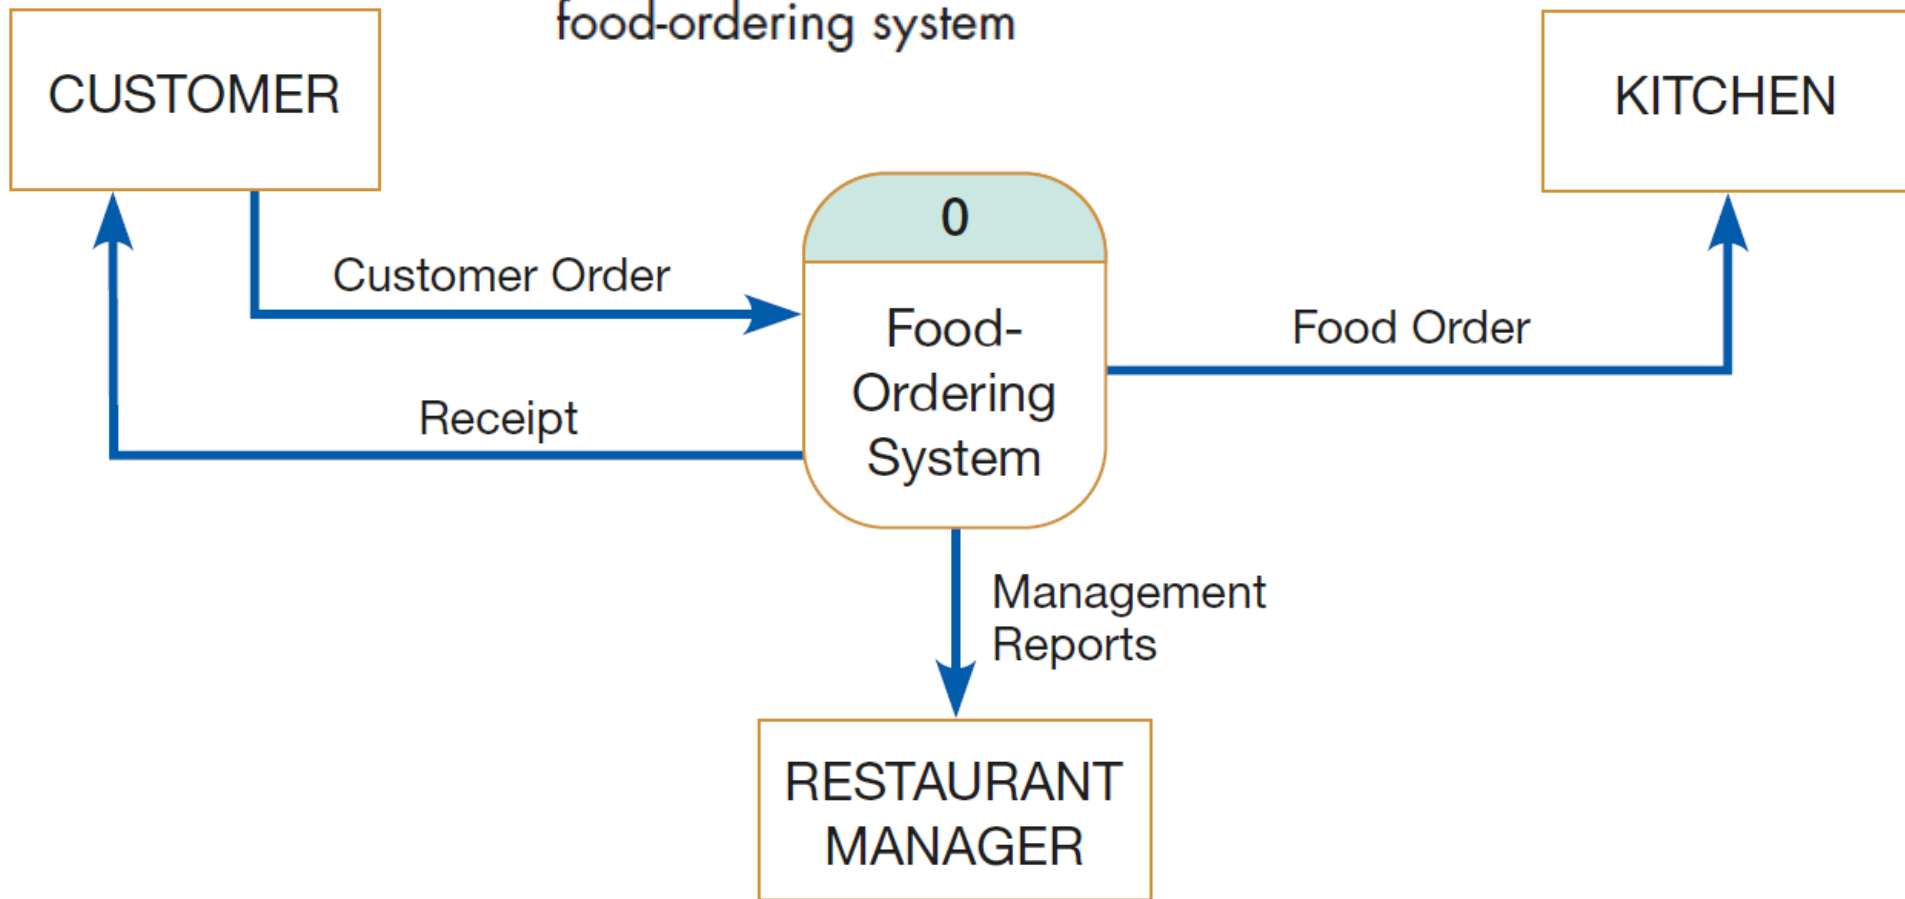 food-ordering system
CUSTOMER
KITCHEN
0
Customer Order
Food-
Ordering
System
Food Order
Receipt
Management
Reports
RESTAURANT
MANAGER